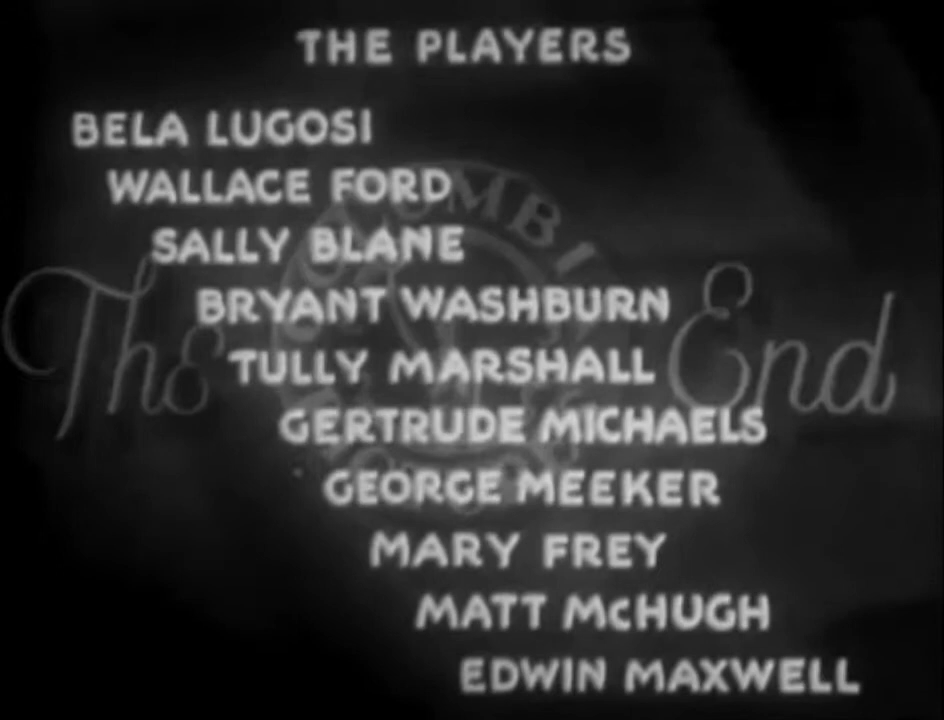 THE PLAYERS
BELA LUGOSI
WALLACE FORD
SALLY BLANE
BRYANT WASHBURN
TULLY MARSHALL
GERTRUDE MICHAELS
GEORGE MEEKER
MARY FREY
MATT McHUGH
EDWIN MAXWELL
The End
COLUMBI